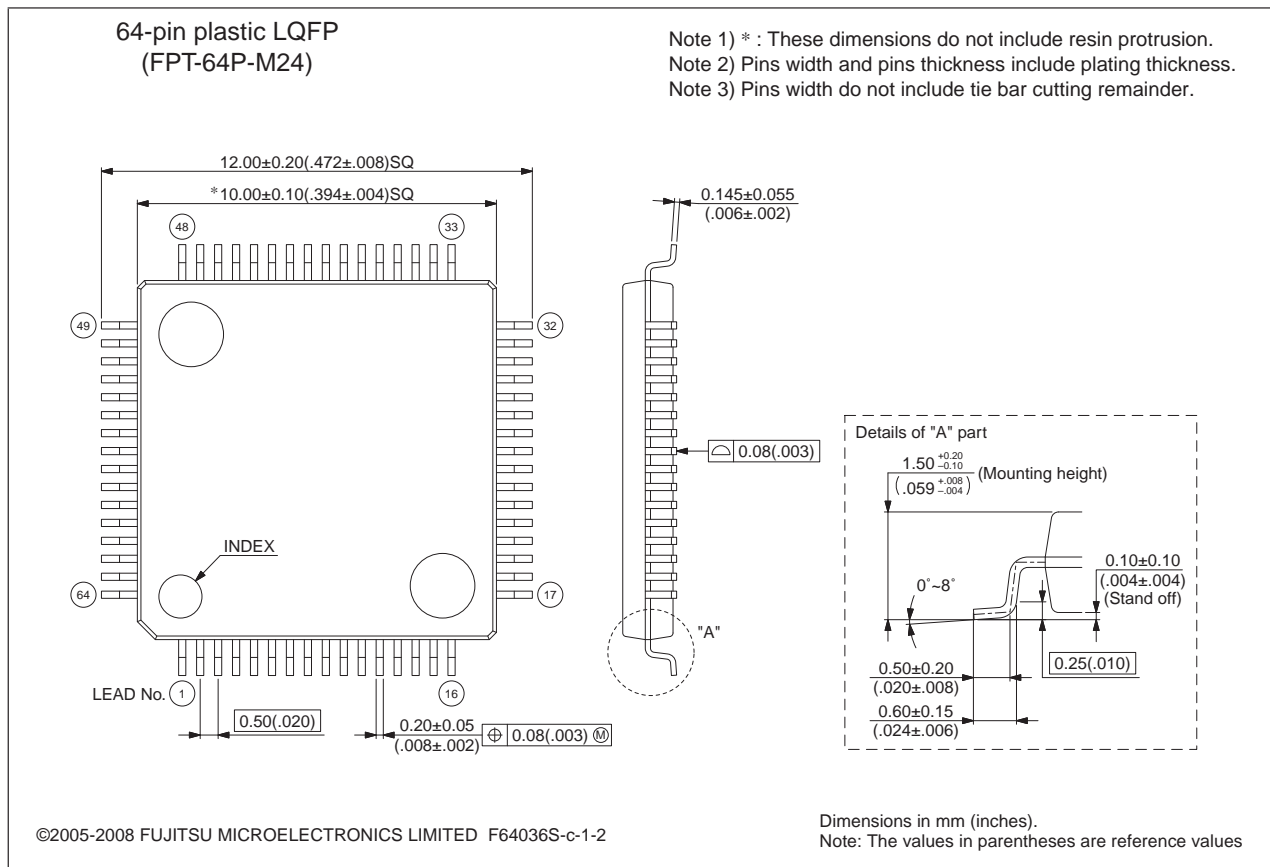 64-pin plastic LQFP
(FPT-64P-M24)
Note 1) * : These dimensions do not include resin protrusion.
Note 2) Pins width and pins thickness include plating thickness.
Note 3) Pins width do not include tie bar cutting remainder.
12.00±0.20(.472±.008)SQ
*10.00±0.10(.394±.004)SQ
0.145±0.055
(.006±.002)
48
33
49
32
0.08(.003)
INDEX
64
17
"A"
LEAD No.
1
16
0.50(.020)
0.20±0.05
(.008±.002)
⌖ 0.08(.003) Ⓜ
Details of "A" part
1.50 +0.20 −0.10 (Mounting height)
(.059 +.008 −.004)
0.10±0.10
(.004±.004)
(Stand off)
0°~8°
0.50±0.20
(.020±.008)
0.25(.010)
0.60±0.15
(.024±.006)
©2005-2008 FUJITSU MICROELECTRONICS LIMITED F64036S-c-1-2
Dimensions in mm (inches).
Note: The values in parentheses are reference values